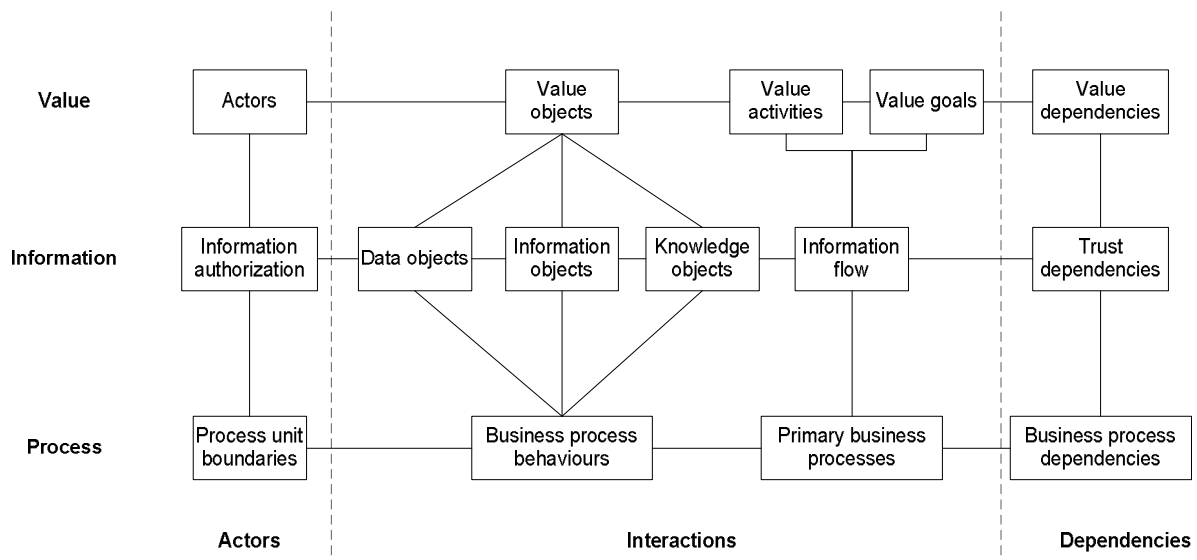 Value
Actors
Value
objects
Value
activities
Value goals
Value
dependencies
Information
Information
authorization
Data objects
Information
objects
Knowledge
objects
Information
flow
Trust
dependencies
Process
Process unit
boundaries
Business process
behaviours
Primary business
processes
Business process
dependencies
Actors
Interactions
Dependencies